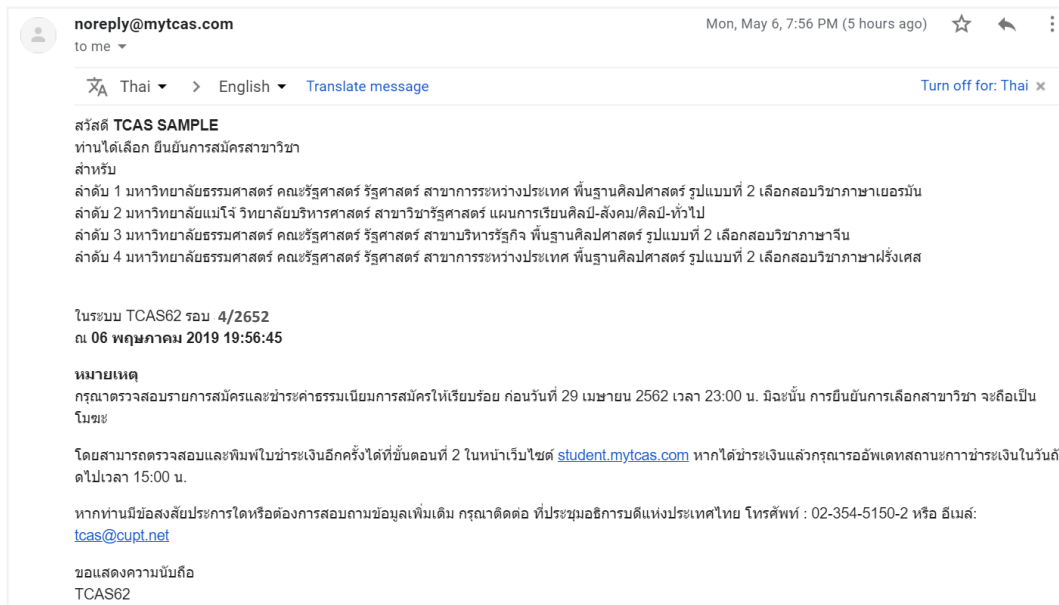 noreply@mytcas.com
Mon, May 6, 7:56 PM (5 hours ago)
to me
Thai > English Translate message Turn off for: Thai ×
สวัสดี TCAS SAMPLE
ท่านได้เลือก ยืนยันการสมัครสาขาวิชา
สำหรับ
ลำดับ 1 มหาวิทยาลัยธรรมศาสตร์ คณะรัฐศาสตร์ รัฐศาสตร์ สาขาการระหว่างประเทศ พื้นฐานศิลปศาสตร์ รูปแบบที่ 2 เลือกสอบวิชาภาษาเยอรมัน
ลำดับ 2 มหาวิทยาลัยแม่โจ้ วิทยาลัยบริหารศาสตร์ สาขาวิชารัฐศาสตร์ แผนการเรียนศิลป์-สังคม/ศิลป์-ทั่วไป
ลำดับ 3 มหาวิทยาลัยธรรมศาสตร์ คณะรัฐศาสตร์ รัฐศาสตร์ สาขาบริหารรัฐกิจ พื้นฐานศิลปศาสตร์ รูปแบบที่ 2 เลือกสอบวิชาภาษาจีน
ลำดับ 4 มหาวิทยาลัยธรรมศาสตร์ คณะรัฐศาสตร์ รัฐศาสตร์ สาขาการระหว่างประเทศ พื้นฐานศิลปศาสตร์ รูปแบบที่ 2 เลือกสอบวิชาภาษาฝรั่งเศส
ในระบบ TCAS62 รอบ 4/2652
ณ 06 พฤษภาคม 2019 19:56:45
หมายเหตุ
กรุณาตรวจสอบรายการสมัครและชำระค่าธรรมเนียมการสมัครให้เรียบร้อย ก่อนวันที่ 29 เมษายน 2562 เวลา 23:00 น. มิฉะนั้น การยืนยันการเลือกสาขาวิชา จะถือเป็น
โมฆะ
โดยสามารถตรวจสอบและพิมพ์ใบชำระเงินอีกครั้งได้ที่ขั้นตอนที่ 2 ในหน้าเว็บไซต์ student.mytcas.com หากได้ชำระเงินแล้วกรุณารออัพเดทสถานะกาาชำระเงินในวันถั
ดไปเวลา 15:00 น.
หากท่านมีข้อสงสัยประการใดหรือต้องการสอบถามข้อมูลเพิ่มเติม กรุณาติดต่อ ที่ประชุมอธิการบดีแห่งประเทศไทย โทรศัพท์ : 02-354-5150-2 หรือ อีเมล์:
tcas@cupt.net
ขอแสดงความนับถือ
TCAS62